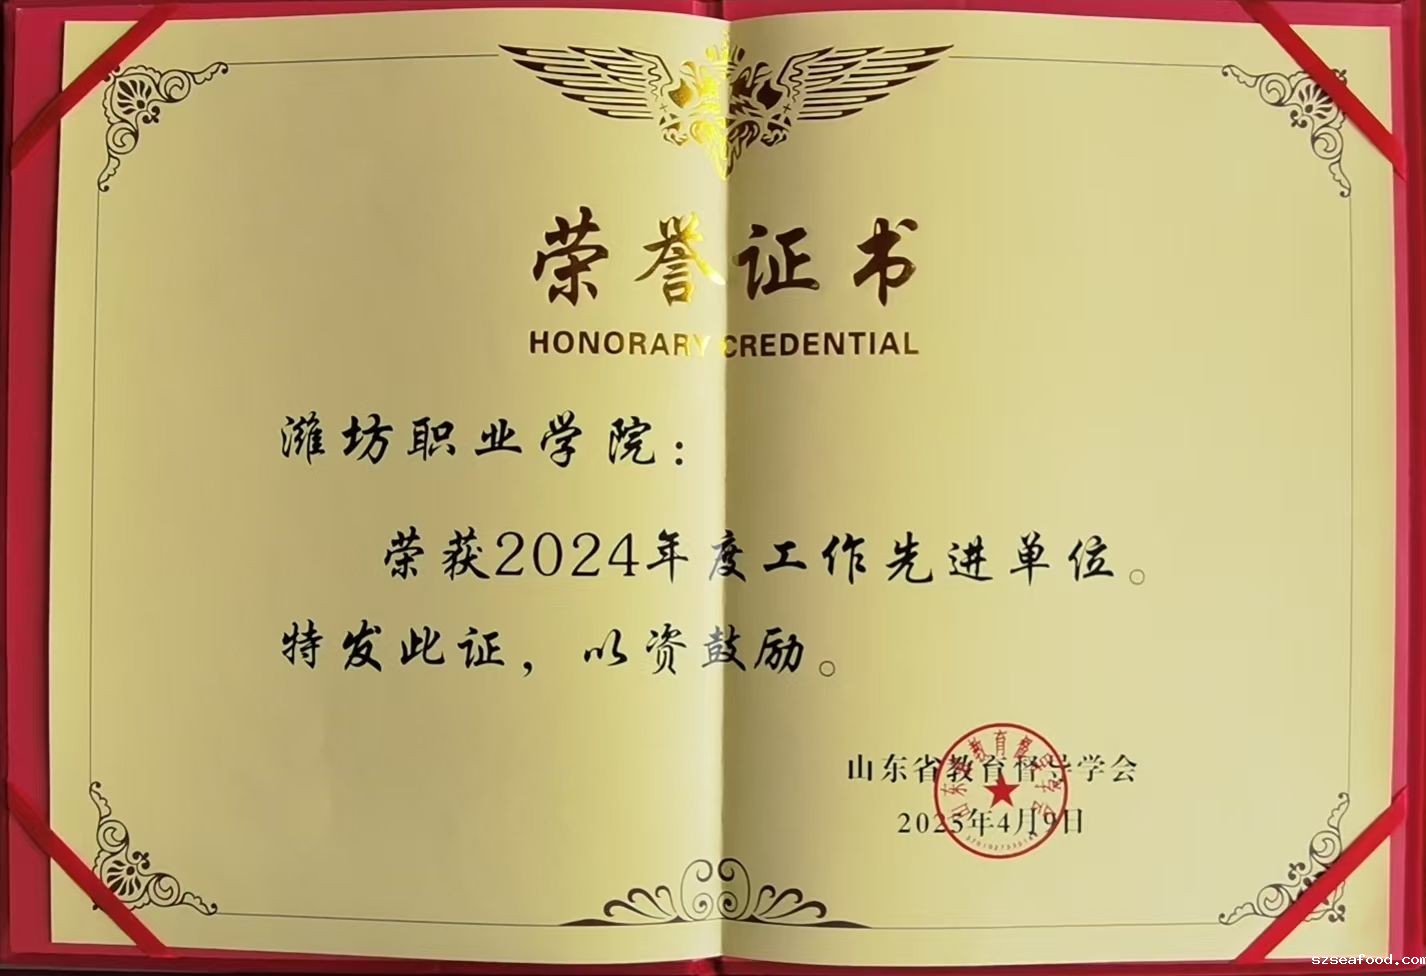 荣誉证书
HONORARY CREDENTIAL
潍坊职业学院：
荣获2024年度工作先进单位。
特发此证，以资鼓励。
山东省教育督导学会
2025年4月9日
szseafood.com